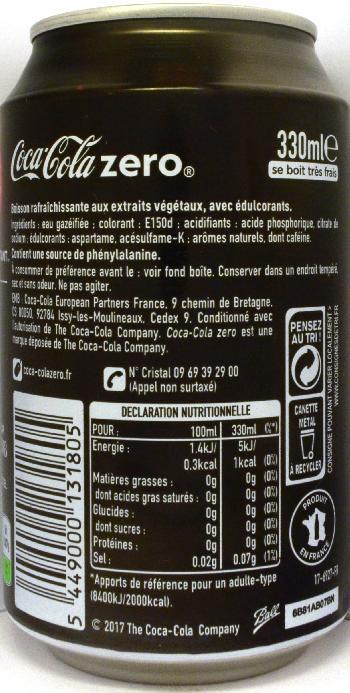 Coca-Cola zero®
330ml e
se boit très frais
Boisson rafraîchissante aux extraits végétaux, avec édulcorants.
Ingrédients : eau gazéifiée ; colorant : E150d ; acidifiants : acide phosphorique, citrate de
sodium ; édulcorants : aspartame, acésulfame-K ; arômes naturels, dont caféine.
Contient une source de phénylalanine.
A consommer de préférence avant le : voir fond boîte. Conserver dans un endroit tempéré,
sec et sans odeur. Ne pas agiter.
EMB Coca-Cola European Partners France, 9 chemin de Bretagne,
CS 80050, 92784 Issy-les-Moulineaux, Cedex 9. Conditionné avec
l'autorisation de The Coca-Cola Company. Coca-Cola zero est une
marque déposée de The Coca-Cola Company.
coca-colazero.fr
N° Cristal 09 69 39 29 00
(Appel non surtaxé)
DECLARATION NUTRITIONNELLE
POUR : 100ml 330ml (%*)
Energie : 1.4kJ/ 5kJ/
0.3kcal 1kcal (0%)
Matières grasses : 0g 0g (0%)
dont acides gras saturés : 0g 0g (0%)
Glucides : 0g 0g (0%)
dont sucres : 0g 0g (0%)
Protéines : 0g 0g (0%)
Sel : 0.02g 0.07g (1%)
*Apports de référence pour un adulte-type
(8400kJ/2000kcal).
© 2017 The Coca-Cola Company
5 449000 131805
PENSEZ
AU TRI !
CANETTE
METAL
A RECYCLER
CONSIGNE POUVANT VARIER LOCALEMENT >
WWW.CONSIGNESDETRI.FR
PRODUIT
EN FRANCE
Ball
6B81AB07BN